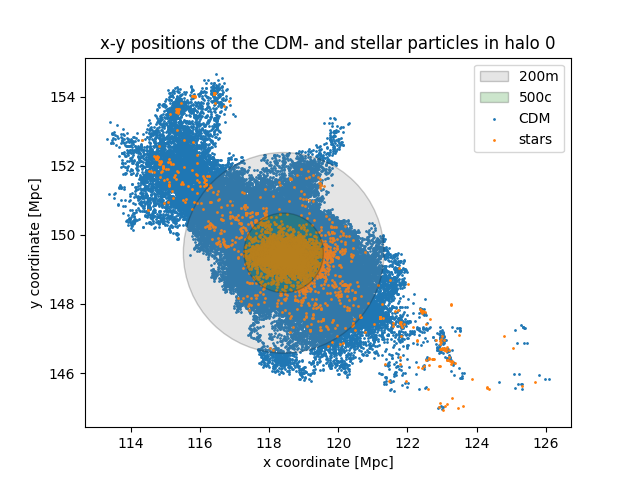 x-y positions of the CDM- and stellar particles in halo 0
200m
500c
CDM
stars
154
152
150
148
146
y coordinate [Mpc]
114 116 118 120 122 124 126
x coordinate [Mpc]